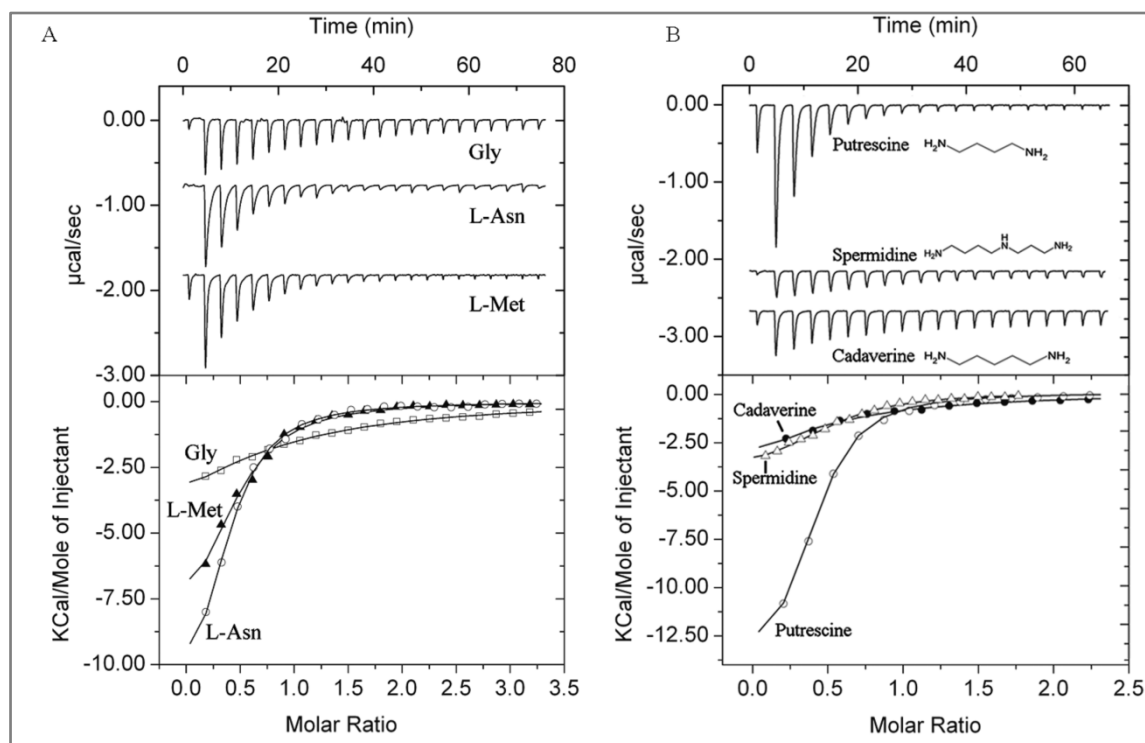 A
Time (min)
0 20 40 60 80
0.00
-1.00
-2.00
-3.00
µcal/sec
Gly
L-Asn
L-Met
0.00
-2.50
-5.00
-7.50
-10.00
KCal/Mole of Injectant
Gly
L-Met
L-Asn
0.0 0.5 1.0 1.5 2.0 2.5 3.0
Molar Ratio
B
Time (min)
0 20 40 60
0.00
-1.00
-2.00
-3.00
µcal/sec
Putrescine H₂N NH₂
H
Spermidine H₂N N NH₂
Cadaverine H₂N NH₂
0.00
-2.50
-5.00
-7.50
-10.00
-12.50
KCal/Mole of Injectant
Cadaverine
Spermidine
Putrescine
0.0 0.5 1.0 1.5 2.0 2.5
Molar Ratio